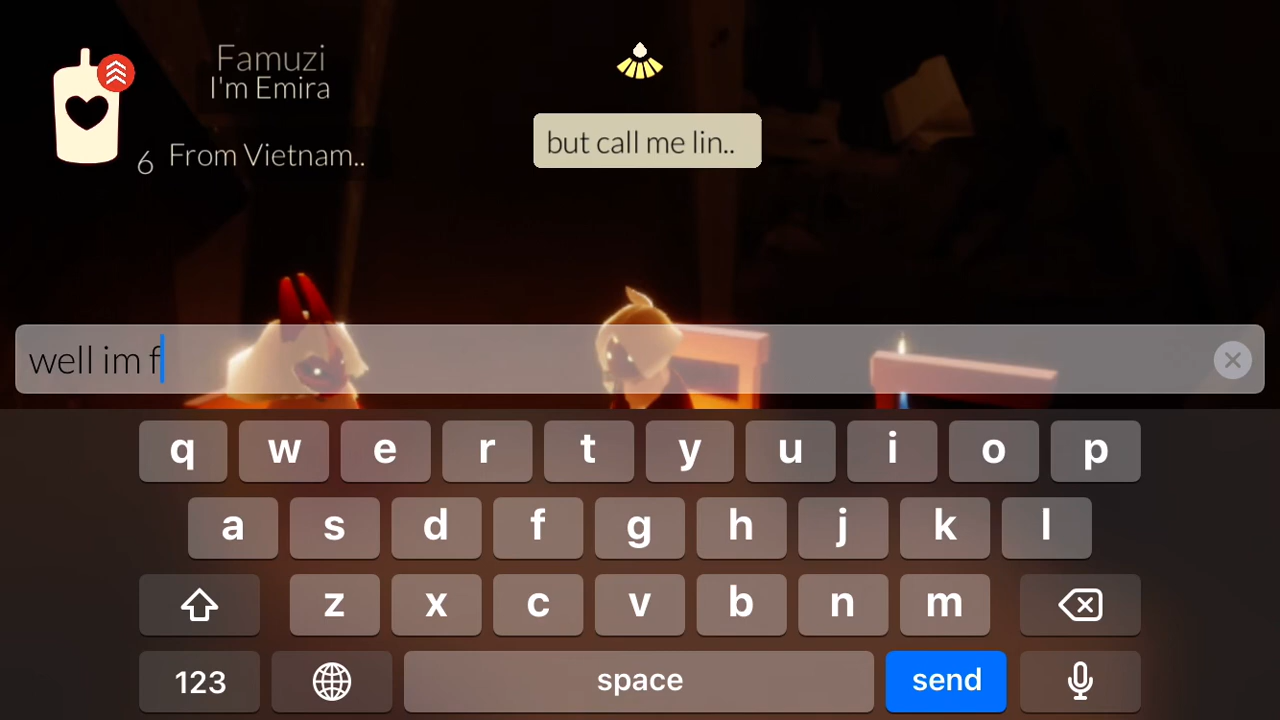 Famuzi
I'm Emira
6 From Vietnam..
but call me lin..
well im f
q w e r t y u i o p
a s d f g h j k l
z x c v b n m
123 space send